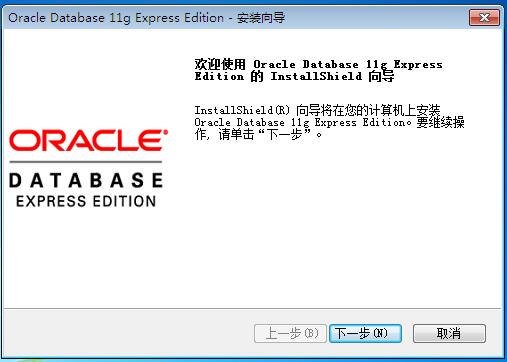 Oracle Database 11g Express Edition - 安装向导
欢迎使用 Oracle Database 11g Express
Edition 的 InstallShield 向导
InstallShield(R) 向导将在您的计算机上安装
Oracle Database 11g Express Edition。要继续操
作, 请单击“下一步”。
ORACLE®
DATABASE
EXPRESS EDITION
上一步(B)
下一步(N)
取消